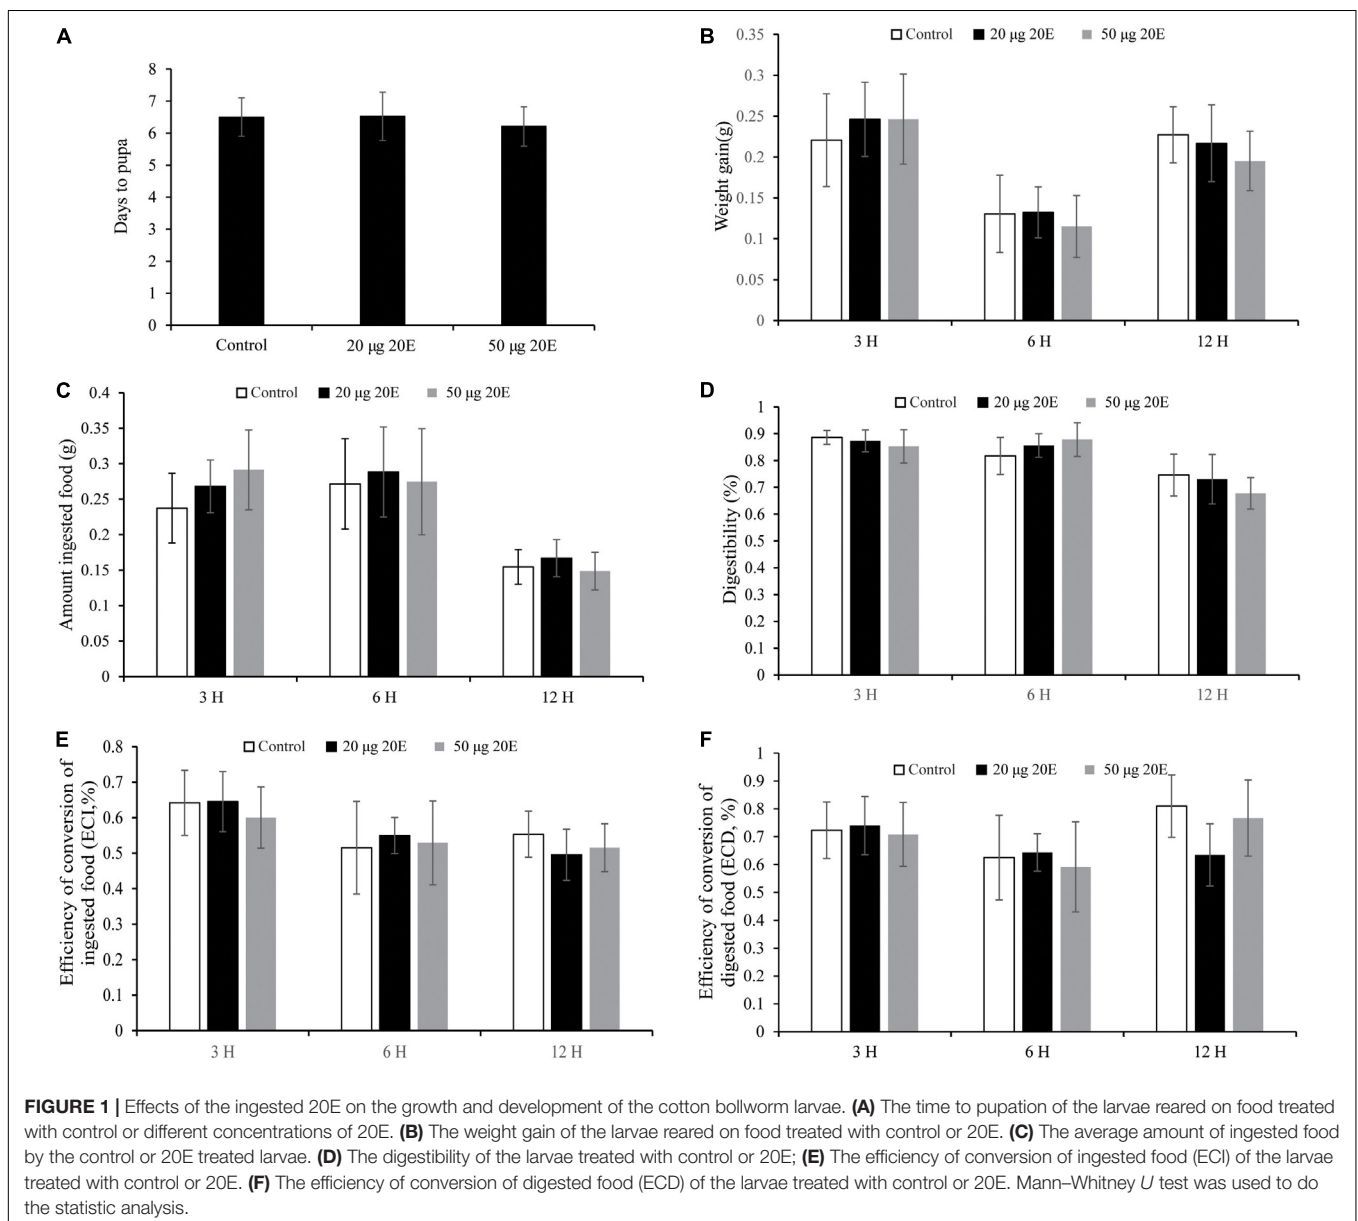 A
8
7
6
5
4
3
2
1
0
Days to pupa
Control
20 μg 20E
50 μg 20E
B
Control
20 μg 20E
50 μg 20E
0.35
0.3
0.25
0.2
0.15
0.1
0.05
0
Weight gain(g)
3 H
6 H
12 H
C
Control
20 μg 20E
50 μg 20E
0.4
0.35
0.3
0.25
0.2
0.15
0.1
0.05
0
Amount ingested food (g)
3 H
6 H
12 H
D
Control
20 μg 20E
50 μg 20E
1
0.9
0.8
0.7
0.6
0.5
0.4
0.3
0.2
0.1
0
Digestibility (%)
3 H
6 H
12 H
E
Control
20 μg 20E
50 μg 20E
0.8
0.7
0.6
0.5
0.4
0.3
0.2
0.1
0
Efficiency of conversion of
ingested food (ECI,%)
3 H
6 H
12 H
F
Control
20 μg 20E
50 μg 20E
1
0.9
0.8
0.7
0.6
0.5
0.4
0.3
0.2
0.1
0
Efficiency of conversion of
digested food (ECD, %)
3 H
6 H
12 H
FIGURE 1 | Effects of the ingested 20E on the growth and development of the cotton bollworm larvae. (A) The time to pupation of the larvae reared on food treated
with control or different concentrations of 20E. (B) The weight gain of the larvae reared on food treated with control or 20E. (C) The average amount of ingested food
by the control or 20E treated larvae. (D) The digestibility of the larvae treated with control or 20E; (E) The efficiency of conversion of ingested food (ECI) of the larvae
treated with control or 20E. (F) The efficiency of conversion of digested food (ECD) of the larvae treated with control or 20E. Mann–Whitney U test was used to do
the statistic analysis.